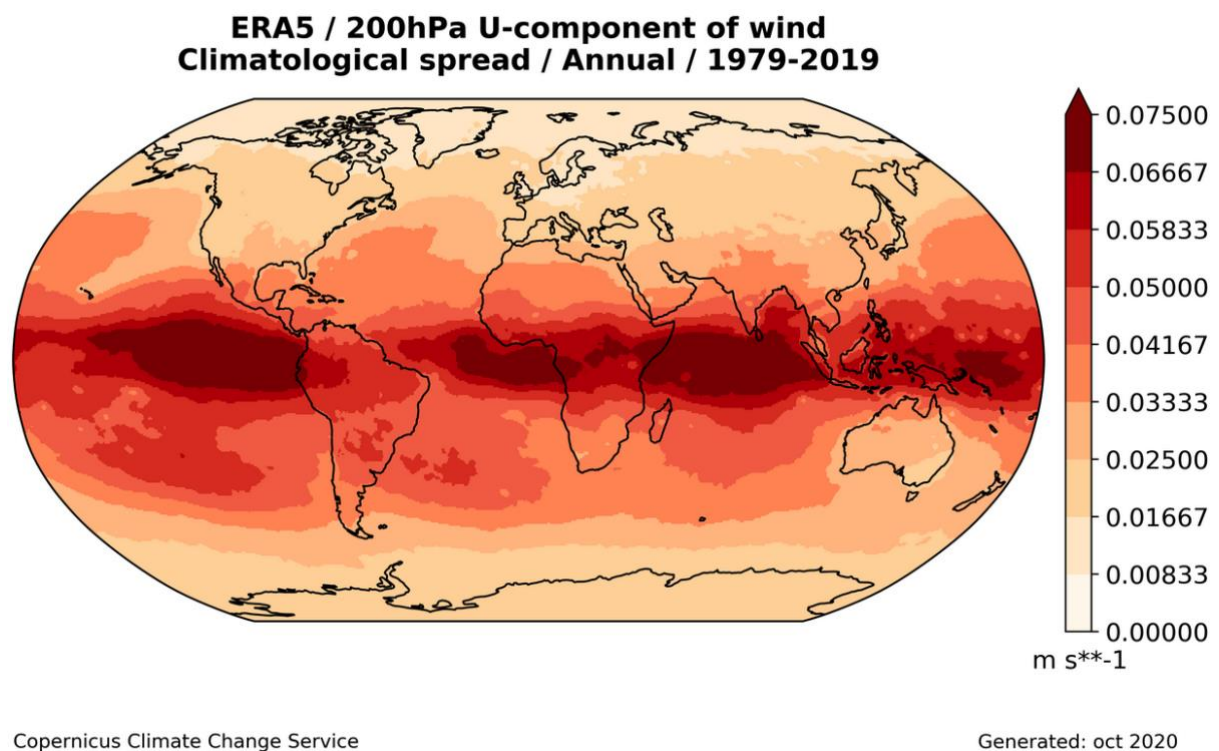 ERA5 / 200hPa U-component of wind
Climatological spread / Annual / 1979-2019
0.07500
0.06667
0.05833
0.05000
0.04167
0.03333
0.02500
0.01667
0.00833
0.00000
m s**-1
Copernicus Climate Change Service
Generated: oct 2020